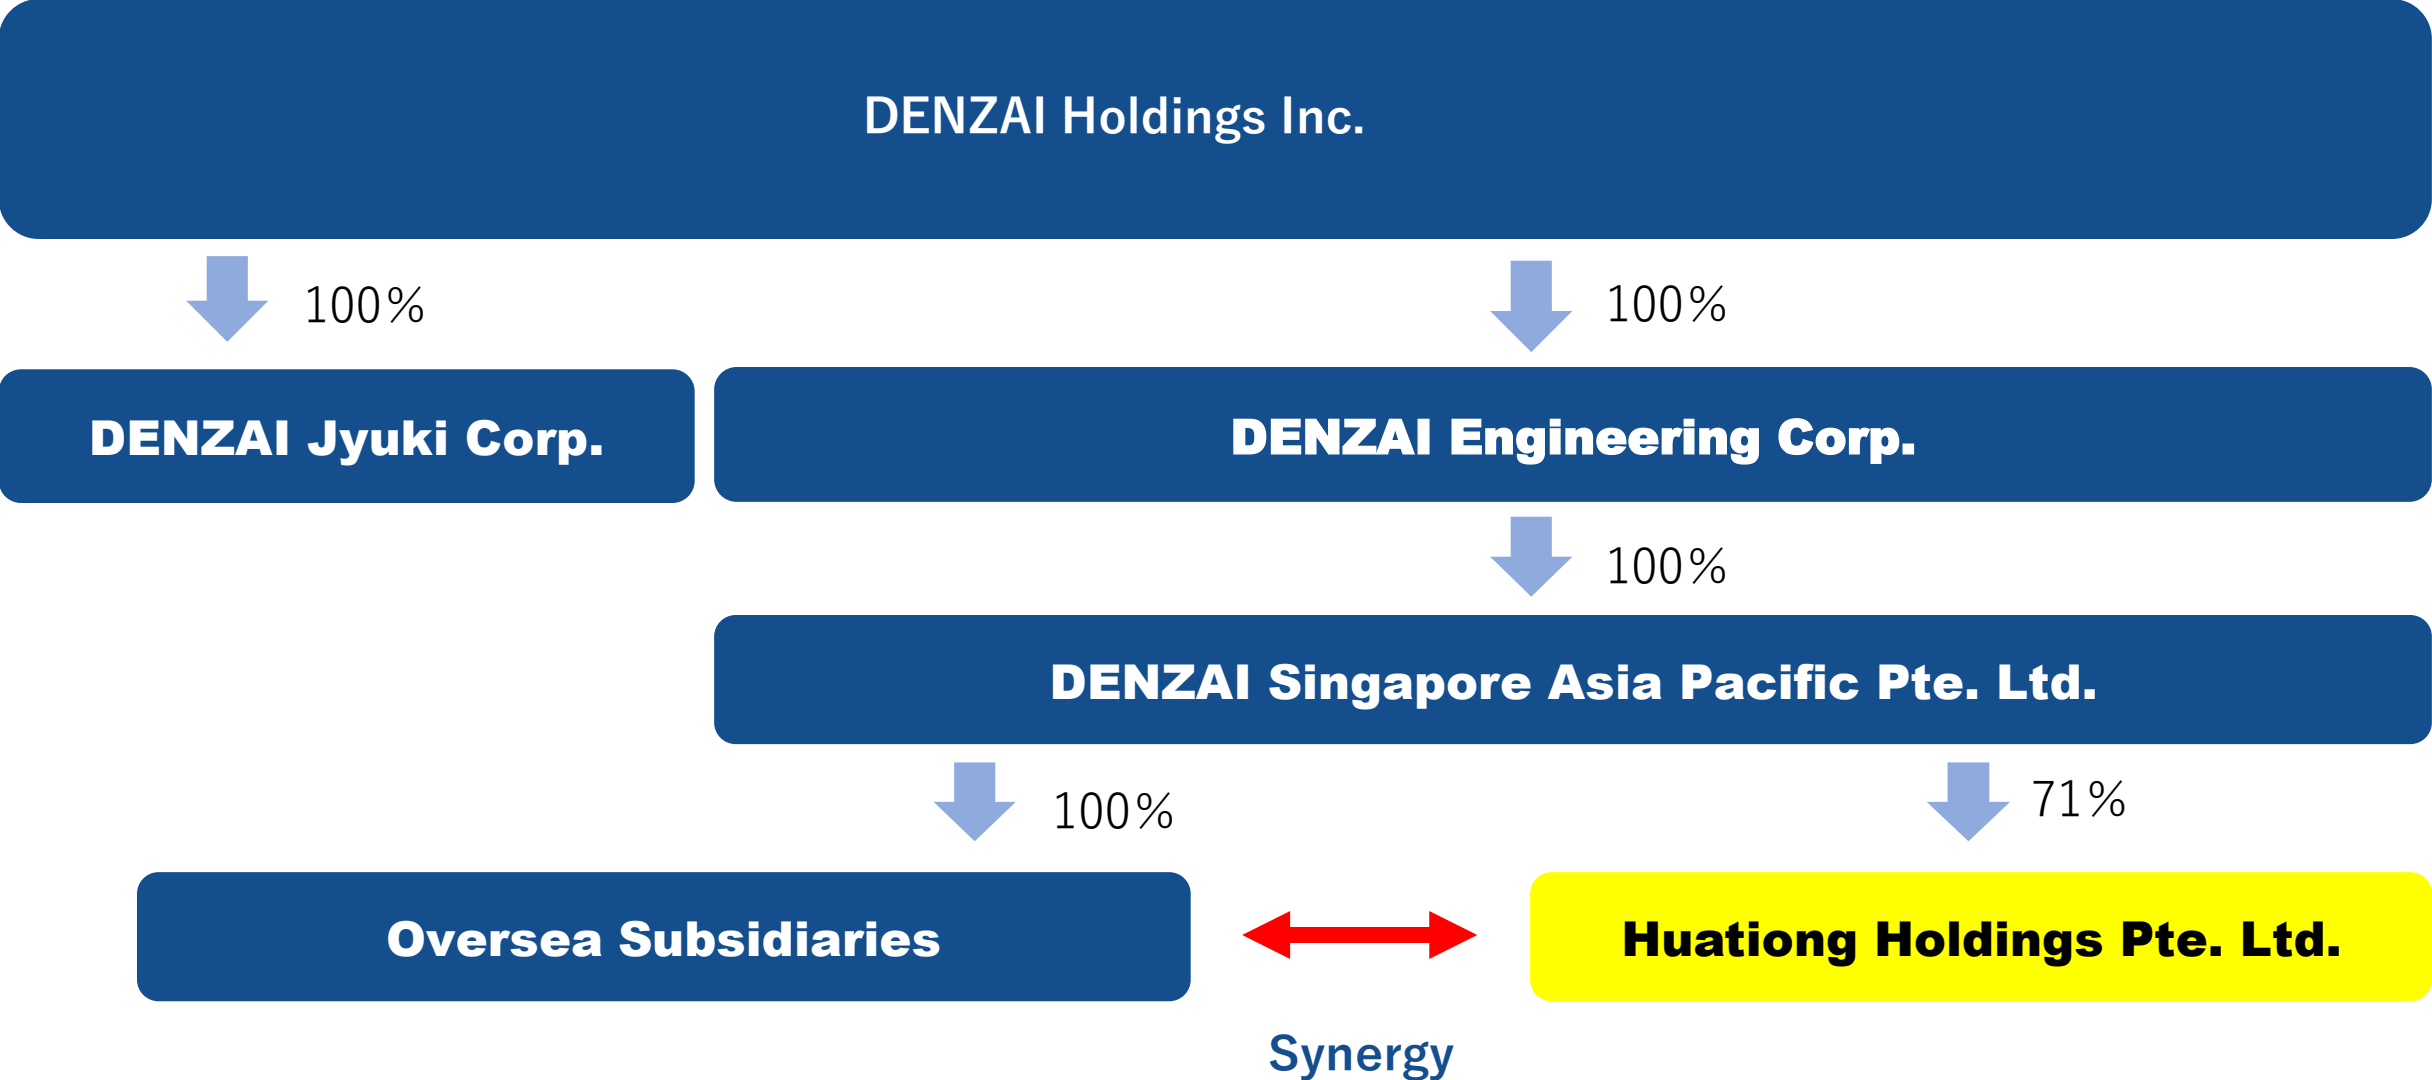 DENZAI Holdings Inc.
100%
100%
DENZAI Jyuki Corp.
DENZAI Engineering Corp.
100%
DENZAI Singapore Asia Pacific Pte. Ltd.
100%
71%
Oversea Subsidiaries
Huationg Holdings Pte. Ltd.
Synergy